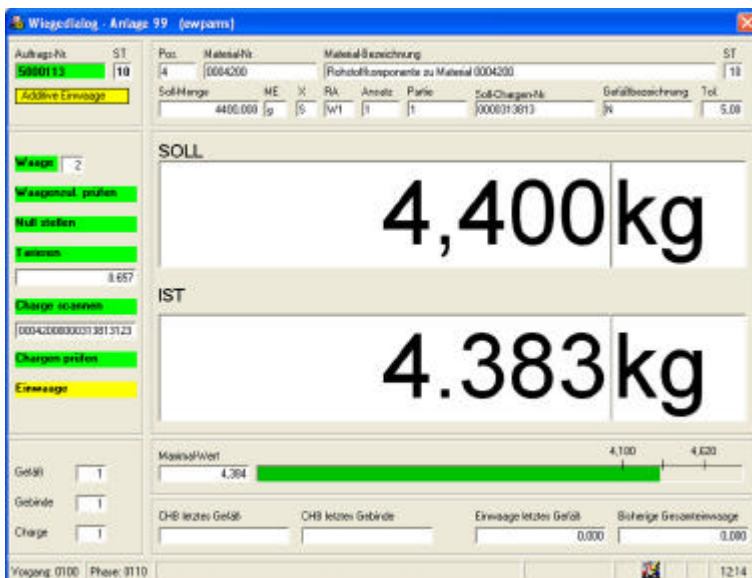 Wiegedialog - Anlage 99 (ewpams)
Auftrags-Nr. ST
5000113 10
Additive Einwaage
Pos. Material-Nr. Material-Bezeichnung ST
4 0004200 Rohstoffkomponente zu Material 0004200 10
Soll-Menge ME X RA Ansatz Partie Soll-Chargen-Nr. Gefäßbezeichnung Tol.
4400,000 g S W1 1 1 0000313813 N 5,00
Waage 2
Waagenzul. prüfen
Null stellen
Tarieren
0.657
Charge scannen
00042000000313813123
Chargen prüfen
Einwaage
SOLL
4,400 kg
IST
4.383 kg
Gefäß 1
Gebinde 1
Charge 1
Maximal-Wert 4,100 4,620
4,384
CHB letztes Gefäß CHB letztes Gebinde Einwaage letztes Gefäß Bisherige Gesamteinwaage
0,000 0,000
Vorgang: 0100 Phase: 0110 12:14